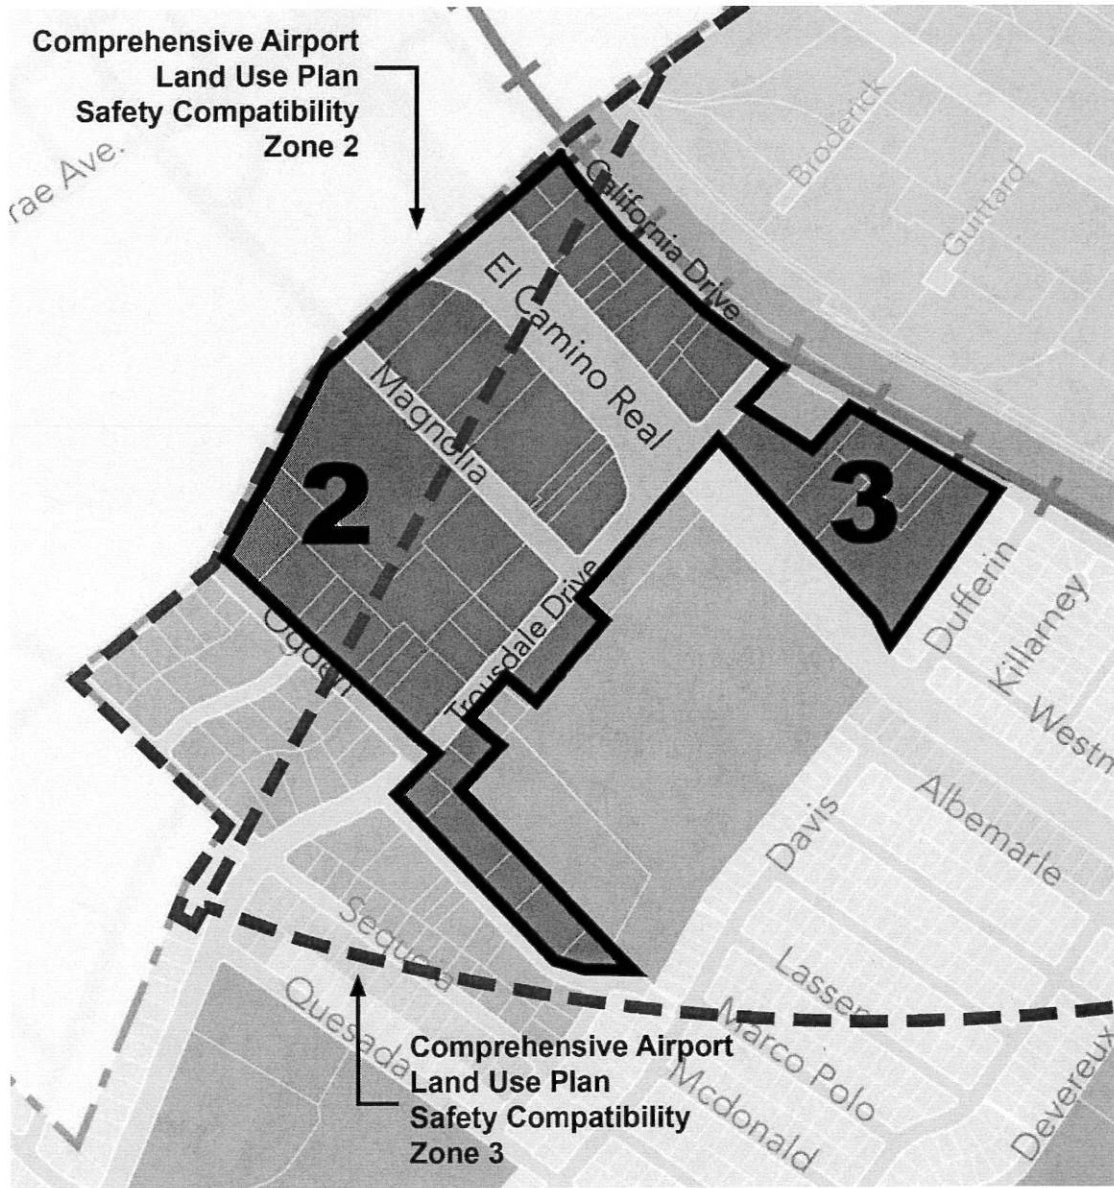 Comprehensive Airport
Land Use Plan
Safety Compatibility
Zone 2
rae Ave.
Broderick
Guittard
California Drive
El Camino Real
Magnolia
2
3
Dufferin
Killarney
Ogden
Trousdale Drive
Westm
Albemarle
Davis
Sequoia
Quesada
Lassen
Marco Polo
Mcdonald
Devereux
Comprehensive Airport
Land Use Plan
Safety Compatibility
Zone 3